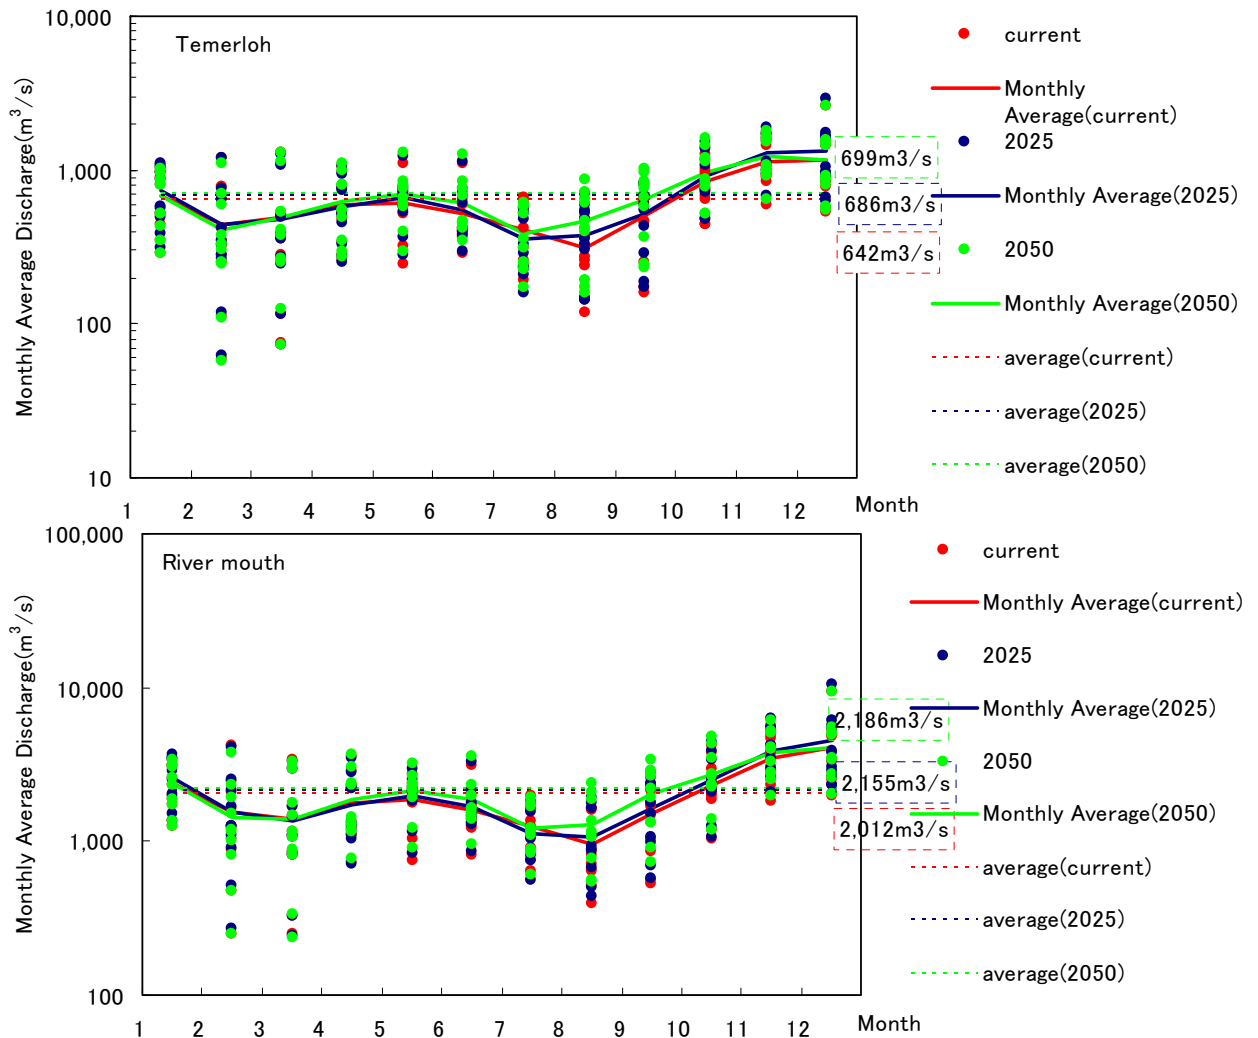 10,000
Temerloh
1,000
100
10
Monthly Average Discharge(m³/s)
1 2 3 4 5 6 7 8 9 10 11 12
Month
699m3/s
686m3/s
642m3/s
current
Monthly
Average(current)
2025
Monthly Average(2025)
2050
Monthly Average(2050)
average(current)
average(2025)
average(2050)
100,000
River mouth
10,000
1,000
100
Monthly Average Discharge(m³/s)
1 2 3 4 5 6 7 8 9 10 11 12
Month
2,186m3/s
2,155m3/s
2,012m3/s
current
Monthly Average(current)
2025
Monthly Average(2025)
2050
Monthly Average(2050)
average(current)
average(2025)
average(2050)